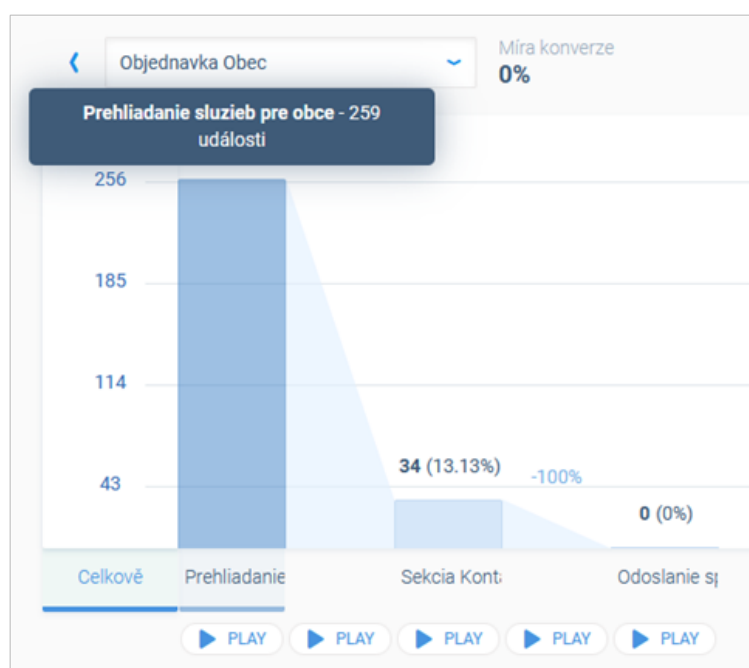 Objednavka Obec
Míra konverze
0%
Prehliadanie sluzieb pre obce - 259
události
256
185
114
43
34 (13.13%)
-100%
0 (0%)
Celkově
Prehliadanie
Sekcia Kont
Odoslanie sp
PLAY
PLAY
PLAY
PLAY
PLAY